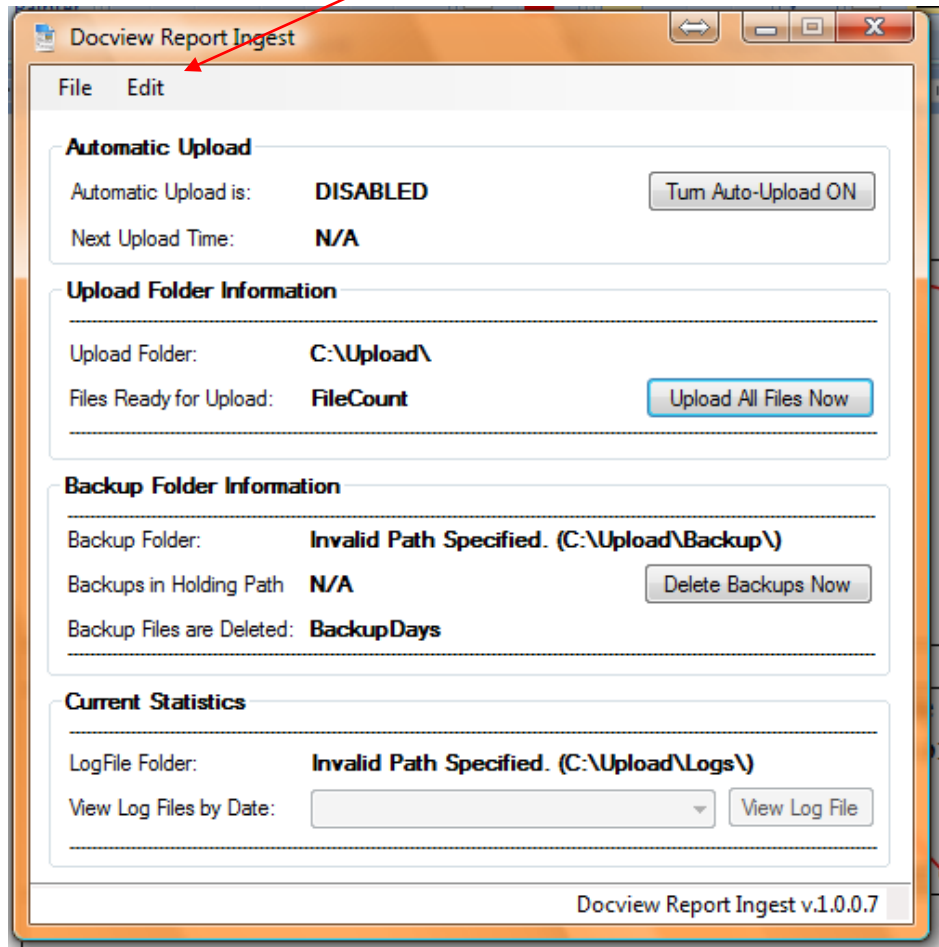 Docview Report Ingest
File Edit
Automatic Upload
Automatic Upload is: DISABLED Turn Auto-Upload ON
Next Upload Time: N/A
Upload Folder Information
Upload Folder: C:\Upload\
Files Ready for Upload: FileCount Upload All Files Now
Backup Folder Information
Backup Folder: Invalid Path Specified. (C:\Upload\Backup\)
Backups in Holding Path N/A Delete Backups Now
Backup Files are Deleted: BackupDays
Current Statistics
LogFile Folder: Invalid Path Specified. (C:\Upload\Logs\)
View Log Files by Date: View Log File
Docview Report Ingest v.1.0.0.7